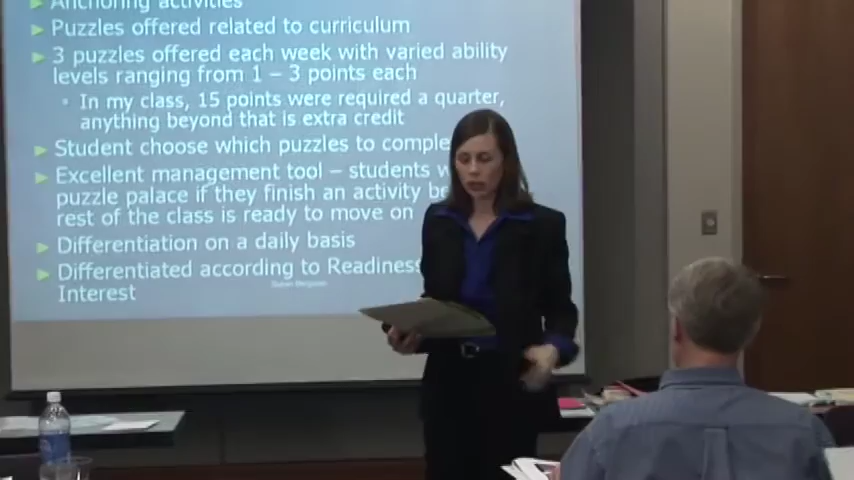 Anchoring activities
Puzzles offered related to curriculum
3 puzzles offered each week with varied ability
levels ranging from 1 – 3 points each
In my class, 15 points were required a quarter,
anything beyond that is extra credit
Student choose which puzzles to comple
Excellent management tool – students w
puzzle palace if they finish an activity be
rest of the class is ready to move on
Differentiation on a daily basis
Differentiated according to Readiness
Interest